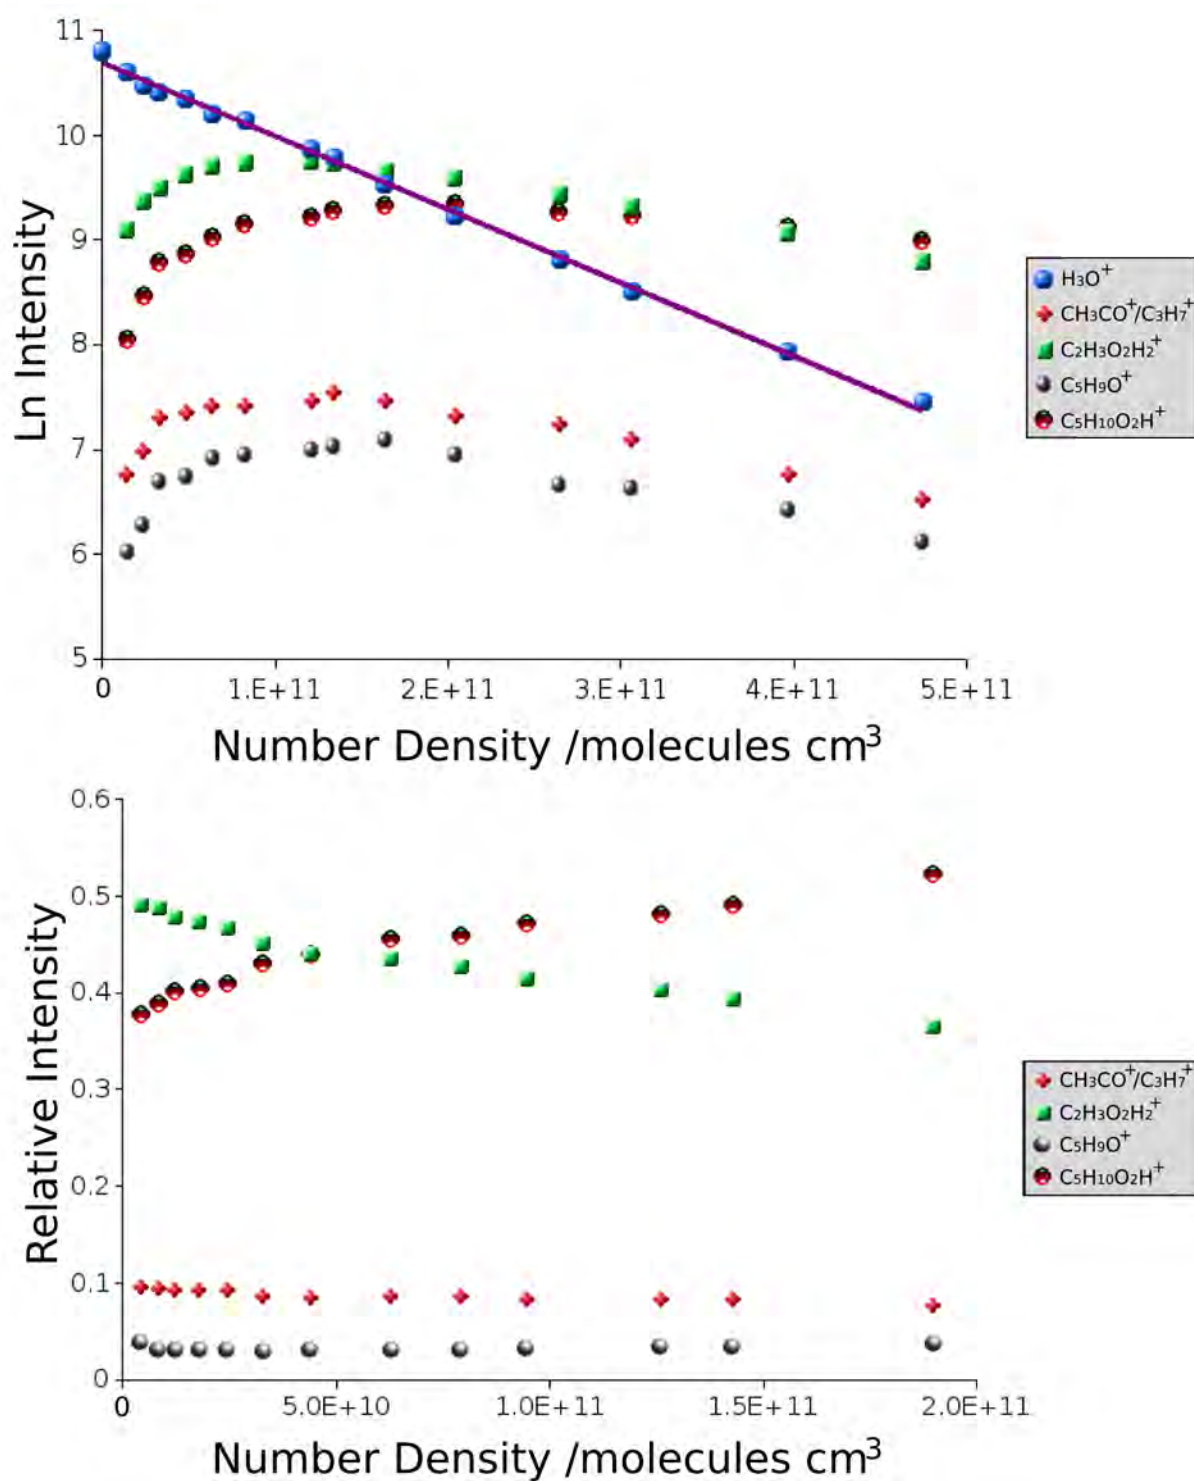 11
10
9
8
7
6
5
Ln Intensity
0 1.E+11 2.E+11 3.E+11 4.E+11 5.E+11
Number Density /molecules cm³
H₃O⁺
CH₃CO⁺/C₃H₇⁺
C₂H₃O₂H₂⁺
C₅H₉O⁺
C₅H₁₀O₂H⁺
0.6
0.5
0.4
0.3
0.2
0.1
0
Relative Intensity
0 5.0E+10 1.0E+11 1.5E+11 2.0E+11
Number Density /molecules cm³
CH₃CO⁺/C₃H₇⁺
C₂H₃O₂H₂⁺
C₅H₉O⁺
C₅H₁₀O₂H⁺